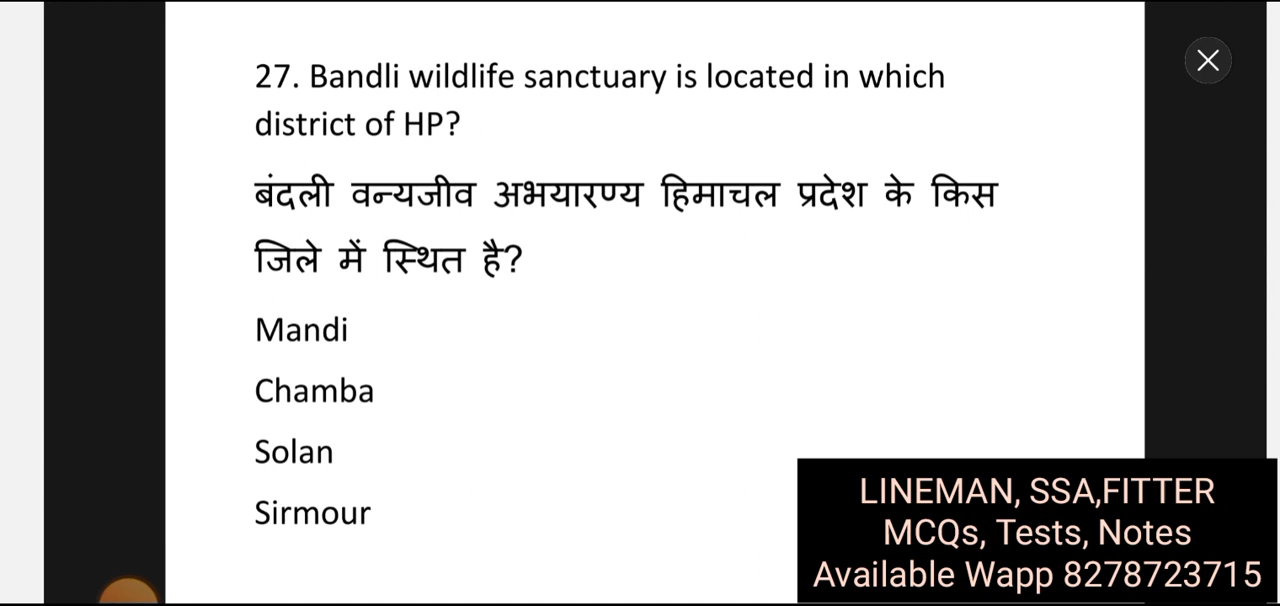 27. Bandli wildlife sanctuary is located in which
district of HP?
बंदली वन्यजीव अभयारण्य हिमाचल प्रदेश के किस
जिले में स्थित है?
Mandi
Chamba
Solan
Sirmour
LINEMAN, SSA,FITTER
MCQs, Tests, Notes
Available Wapp 8278723715